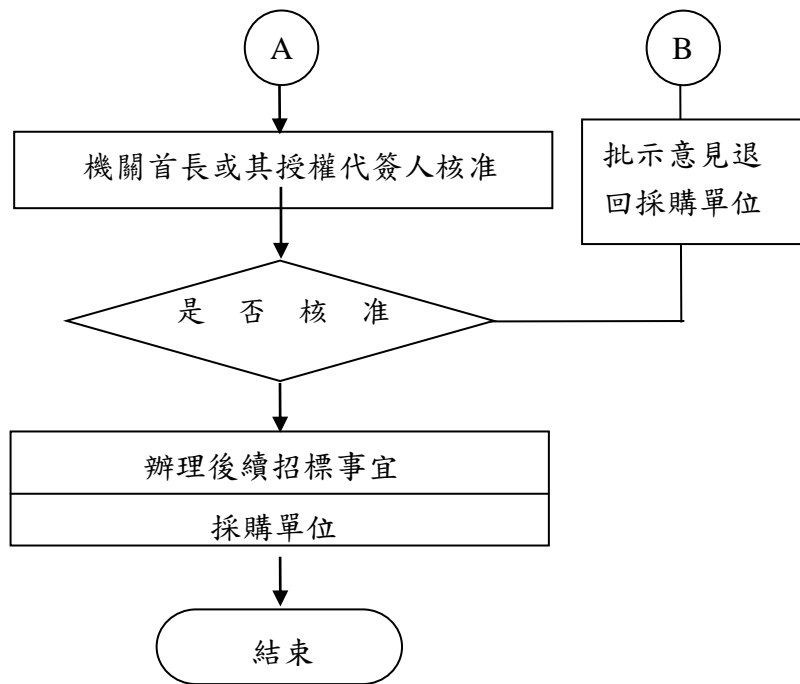 A
B
機關首長或其授權代簽人核准
批示意見退
回採購單位
是否核准
辦理後續招標事宜
採購單位
結束